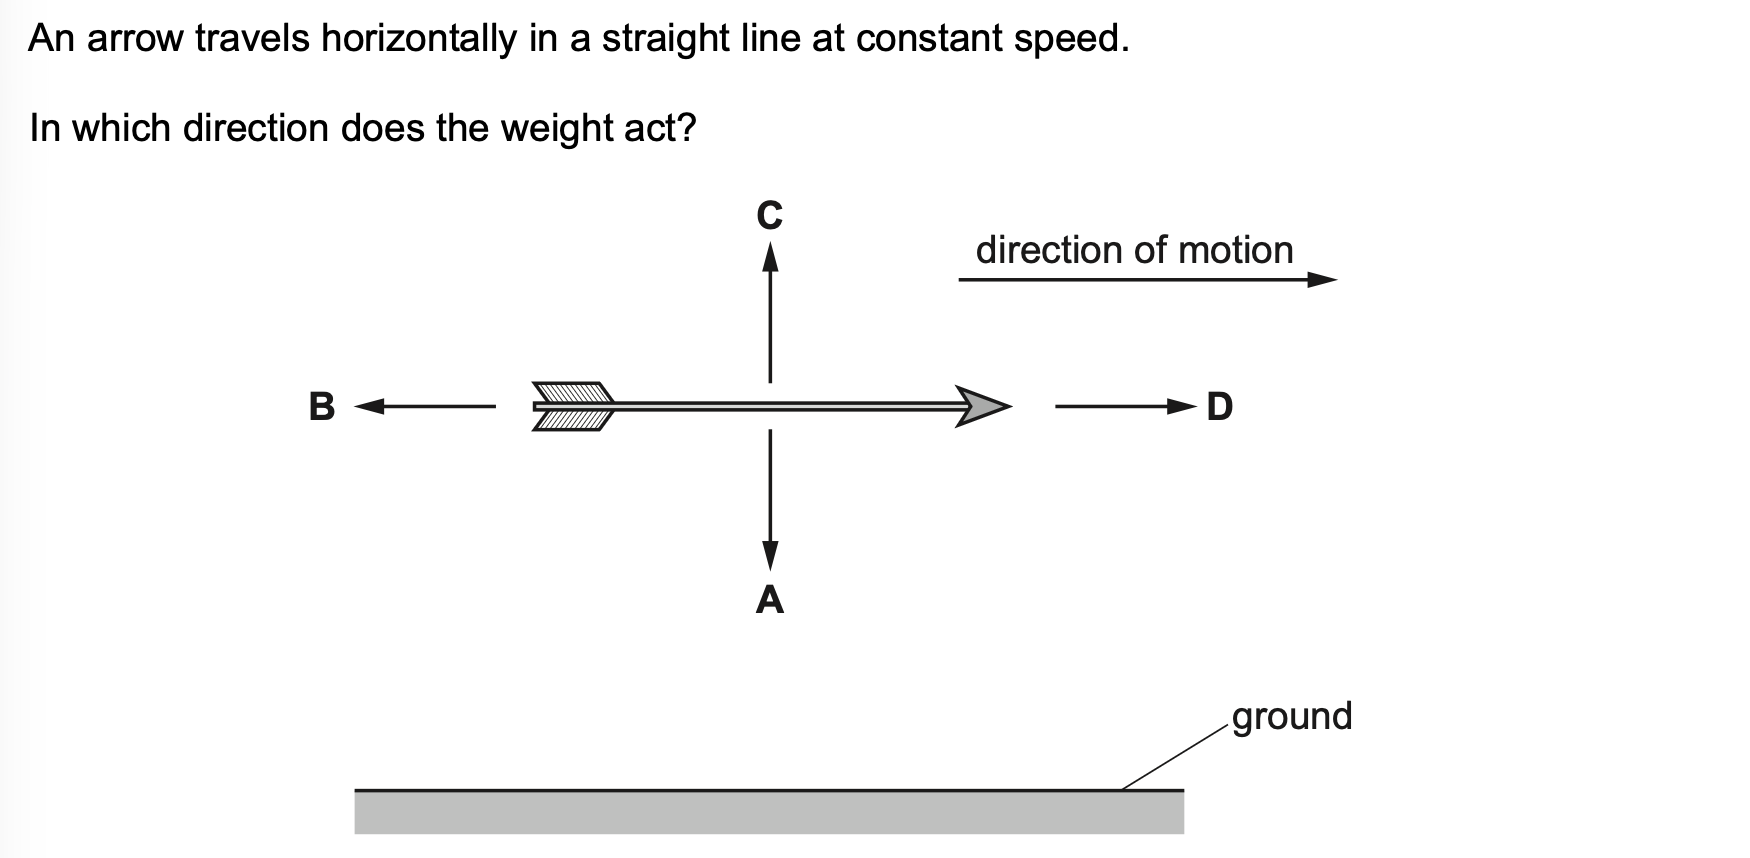 An arrow travels horizontally in a straight line at constant speed.
In which direction does the weight act?
C
direction of motion
B
D
A
ground